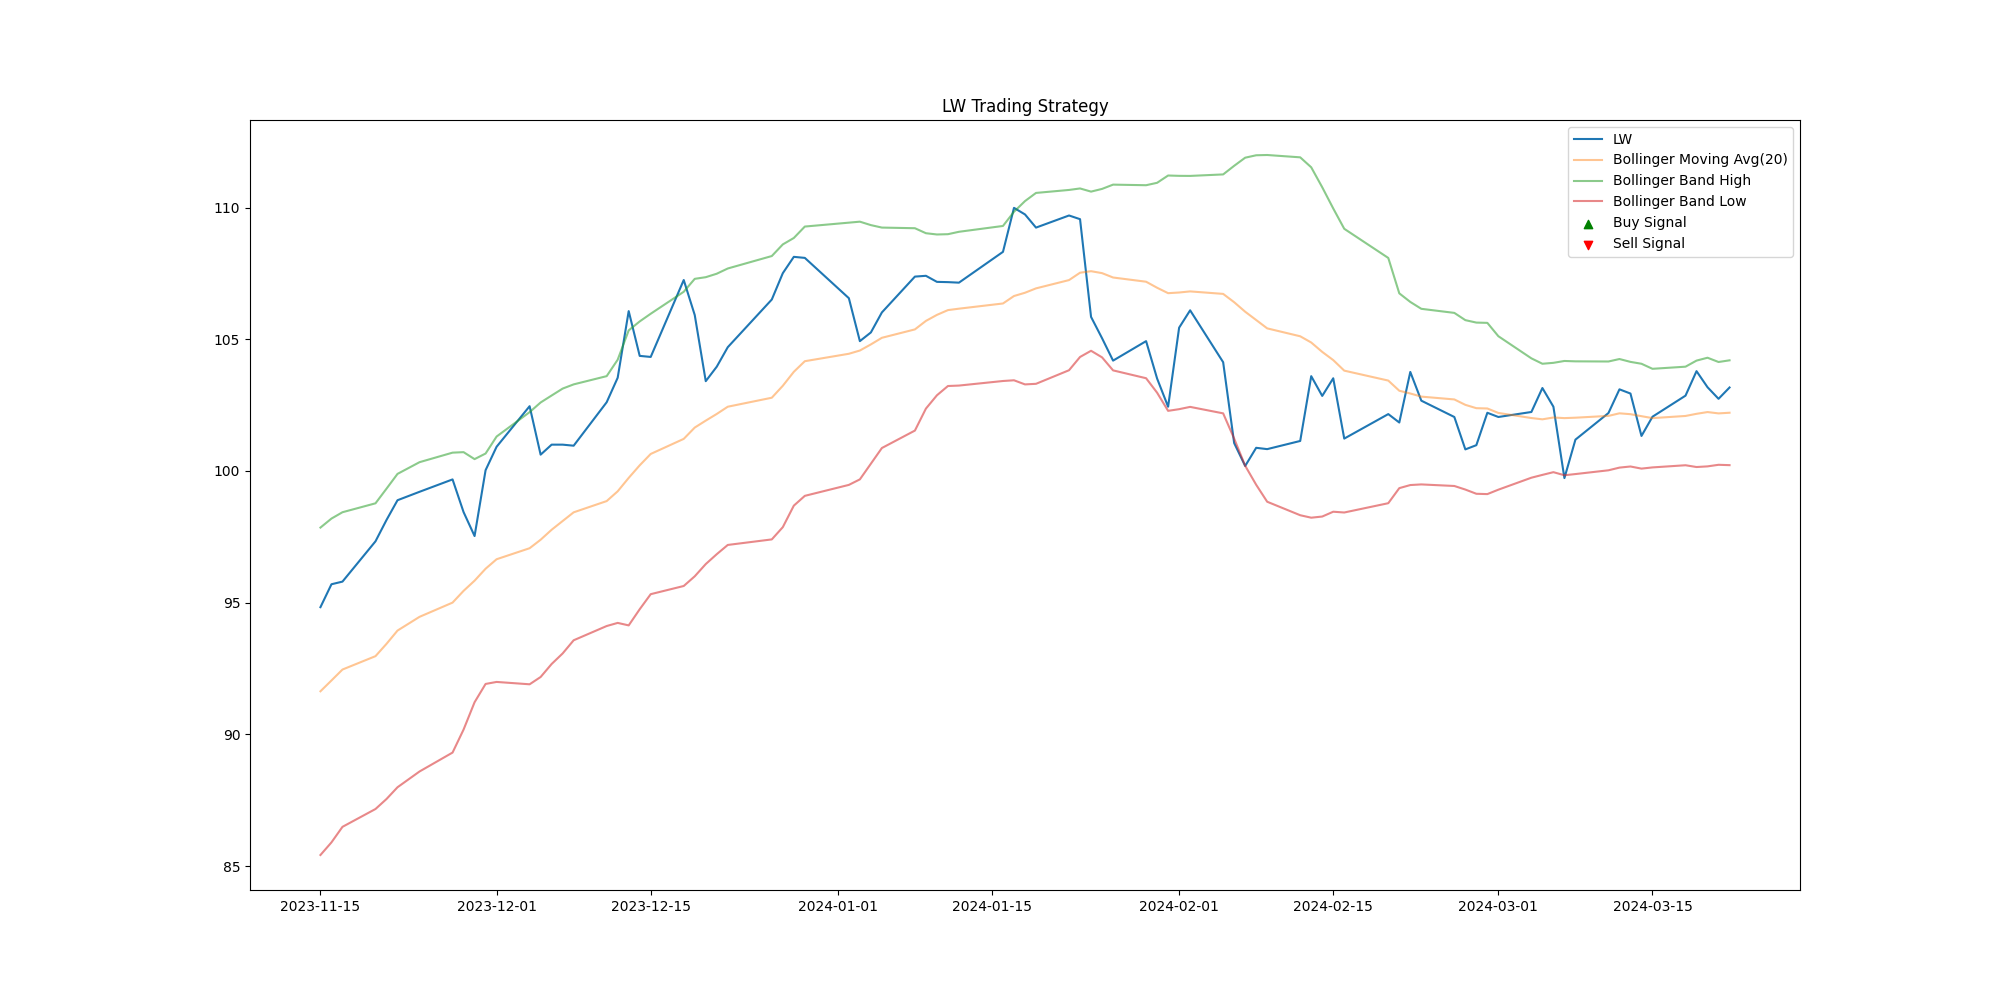 LW Trading Strategy
LW
Bollinger Moving Avg(20)
Bollinger Band High
Bollinger Band Low
Buy Signal
Sell Signal
110
105
100
95
90
85
2023-11-15 2023-12-01 2023-12-15 2024-01-01 2024-01-15 2024-02-01 2024-02-15 2024-03-01 2024-03-15